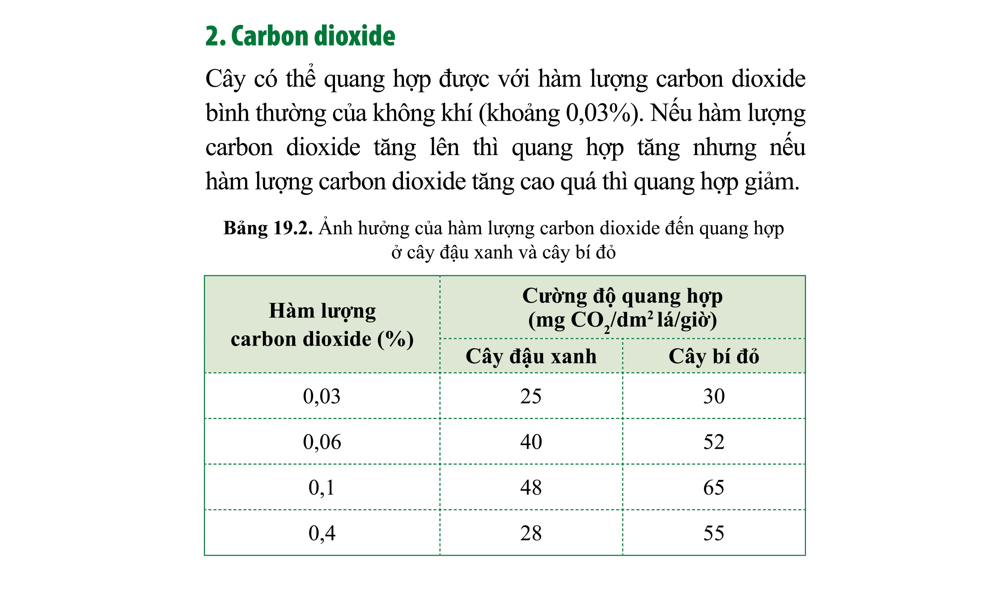 2. Carbon dioxide
Cây có thể quang hợp được với hàm lượng carbon dioxide
bình thường của không khí (khoảng 0,03%). Nếu hàm lượng
carbon dioxide tăng lên thì quang hợp tăng nhưng nếu
hàm lượng carbon dioxide tăng cao quá thì quang hợp giảm.
Bảng 19.2. Ảnh hưởng của hàm lượng carbon dioxide đến quang hợp
ở cây đậu xanh và cây bí đỏ
Hàm lượng
carbon dioxide (%)
Cường độ quang hợp
(mg CO₂/dm² lá/giờ)
Cây đậu xanh Cây bí đỏ
0,03 25 30
0,06 40 52
0,1 48 65
0,4 28 55